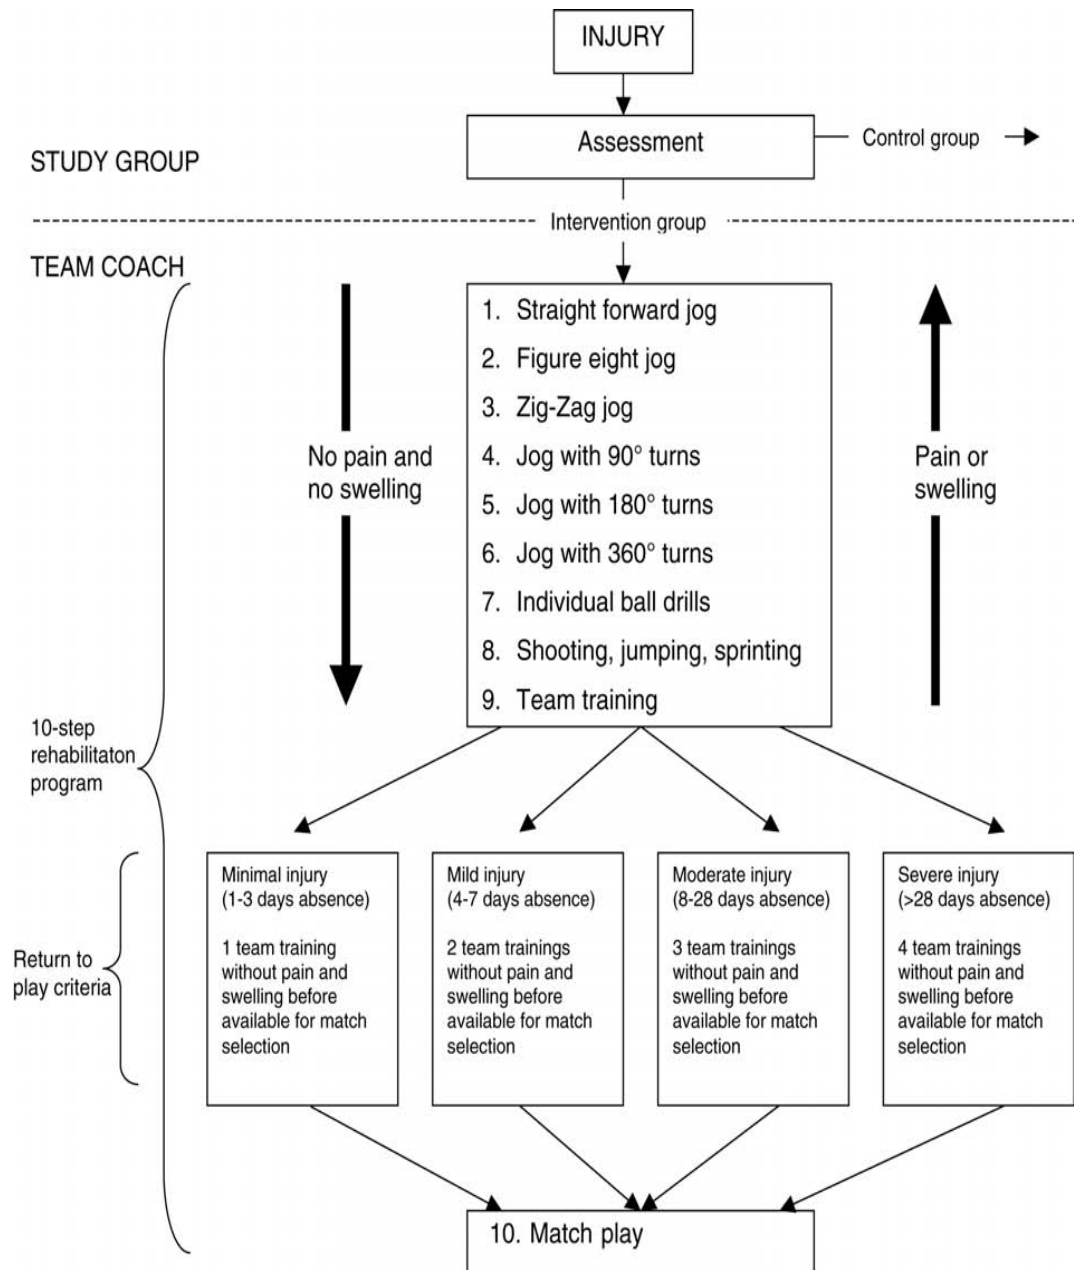 INJURY
Assessment
Control group
STUDY GROUP
Intervention group
TEAM COACH
1. Straight forward jog
2. Figure eight jog
3. Zig-Zag jog
4. Jog with 90° turns
5. Jog with 180° turns
6. Jog with 360° turns
7. Individual ball drills
8. Shooting, jumping, sprinting
9. Team training
No pain and
no swelling
Pain or
swelling
10-step
rehabilitaton
program
Return to
play criteria
Minimal injury
(1-3 days absence)
1 team training
without pain and
swelling before
available for match
selection
Mild injury
(4-7 days absence)
2 team trainings
without pain and
swelling before
available for match
selection
Moderate injury
(8-28 days absence)
3 team trainings
without pain and
swelling before
available for match
selection
Severe injury
(>28 days absence)
4 team trainings
without pain and
swelling before
available for match
selection
10. Match play